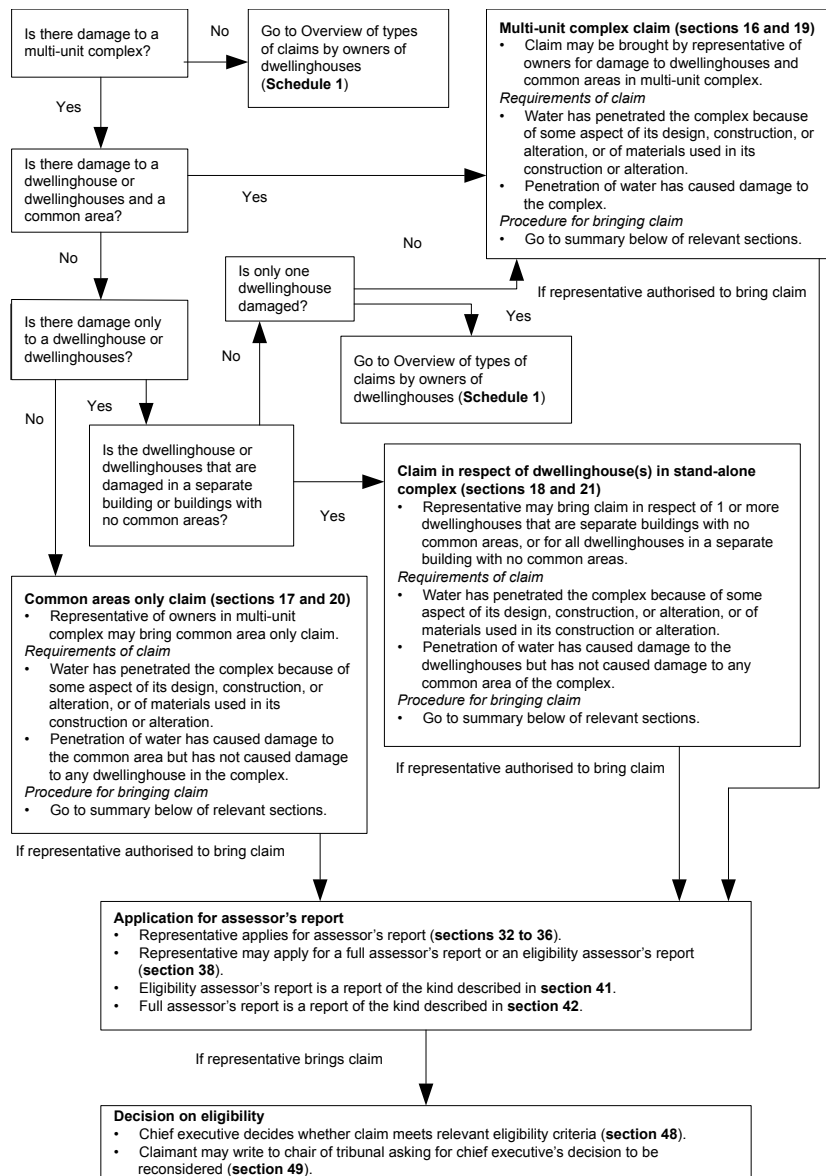 Is there damage to a
multi-unit complex?
No
Go to Overview of types
of claims by owners of
dwellinghouses
(Schedule 1)
Multi-unit complex claim (sections 16 and 19)
• Claim may be brought by representative of
owners for damage to dwellinghouses and
common areas in multi-unit complex.
Requirements of claim
• Water has penetrated the complex because
of some aspect of its design, construction, or
alteration, or of materials used in its
construction or alteration.
• Penetration of water has caused damage to
the complex.
Procedure for bringing claim
• Go to summary below of relevant sections.
Yes
Is there damage to a
dwellinghouse or
dwellinghouses and a
common area?
Yes
No
No
Is only one
dwellinghouse
damaged?
If representative authorised to bring claim
Yes
Is there damage only
to a dwellinghouse or
dwellinghouses?
No
Go to Overview of types of
claims by owners of
dwellinghouses (Schedule 1)
No
Yes
Is the dwellinghouse or
dwellinghouses that are
damaged in a separate
building or buildings with
no common areas?
Yes
Claim in respect of dwellinghouse(s) in stand-alone
complex (sections 18 and 21)
• Representative may bring claim in respect of 1 or more
dwellinghouses that are separate buildings with no
common areas, or for all dwellinghouses in a separate
building with no common areas.
Requirements of claim
• Water has penetrated the complex because of some
aspect of its design, construction, or alteration, or of
materials used in its construction or alteration.
• Penetration of water has caused damage to the
dwellinghouses but has not caused damage to any
common area of the complex.
Procedure for bringing claim
• Go to summary below of relevant sections.
Common areas only claim (sections 17 and 20)
• Representative of owners in multi-unit
complex may bring common area only claim.
Requirements of claim
• Water has penetrated the complex because of
some aspect of its design, construction, or
alteration, or of materials used in its
construction or alteration.
• Penetration of water has caused damage to
the common area but has not caused damage
to any dwellinghouse in the complex.
Procedure for bringing claim
• Go to summary below of relevant sections.
If representative authorised to bring claim
If representative authorised to bring claim
Application for assessor's report
• Representative applies for assessor's report (sections 32 to 36).
• Representative may apply for a full assessor's report or an eligibility assessor's report
(section 38).
• Eligibility assessor's report is a report of the kind described in section 41.
• Full assessor's report is a report of the kind described in section 42.
If representative brings claim
Decision on eligibility
• Chief executive decides whether claim meets relevant eligibility criteria (section 48).
• Claimant may write to chair of tribunal asking for chief executive's decision to be
reconsidered (section 49).